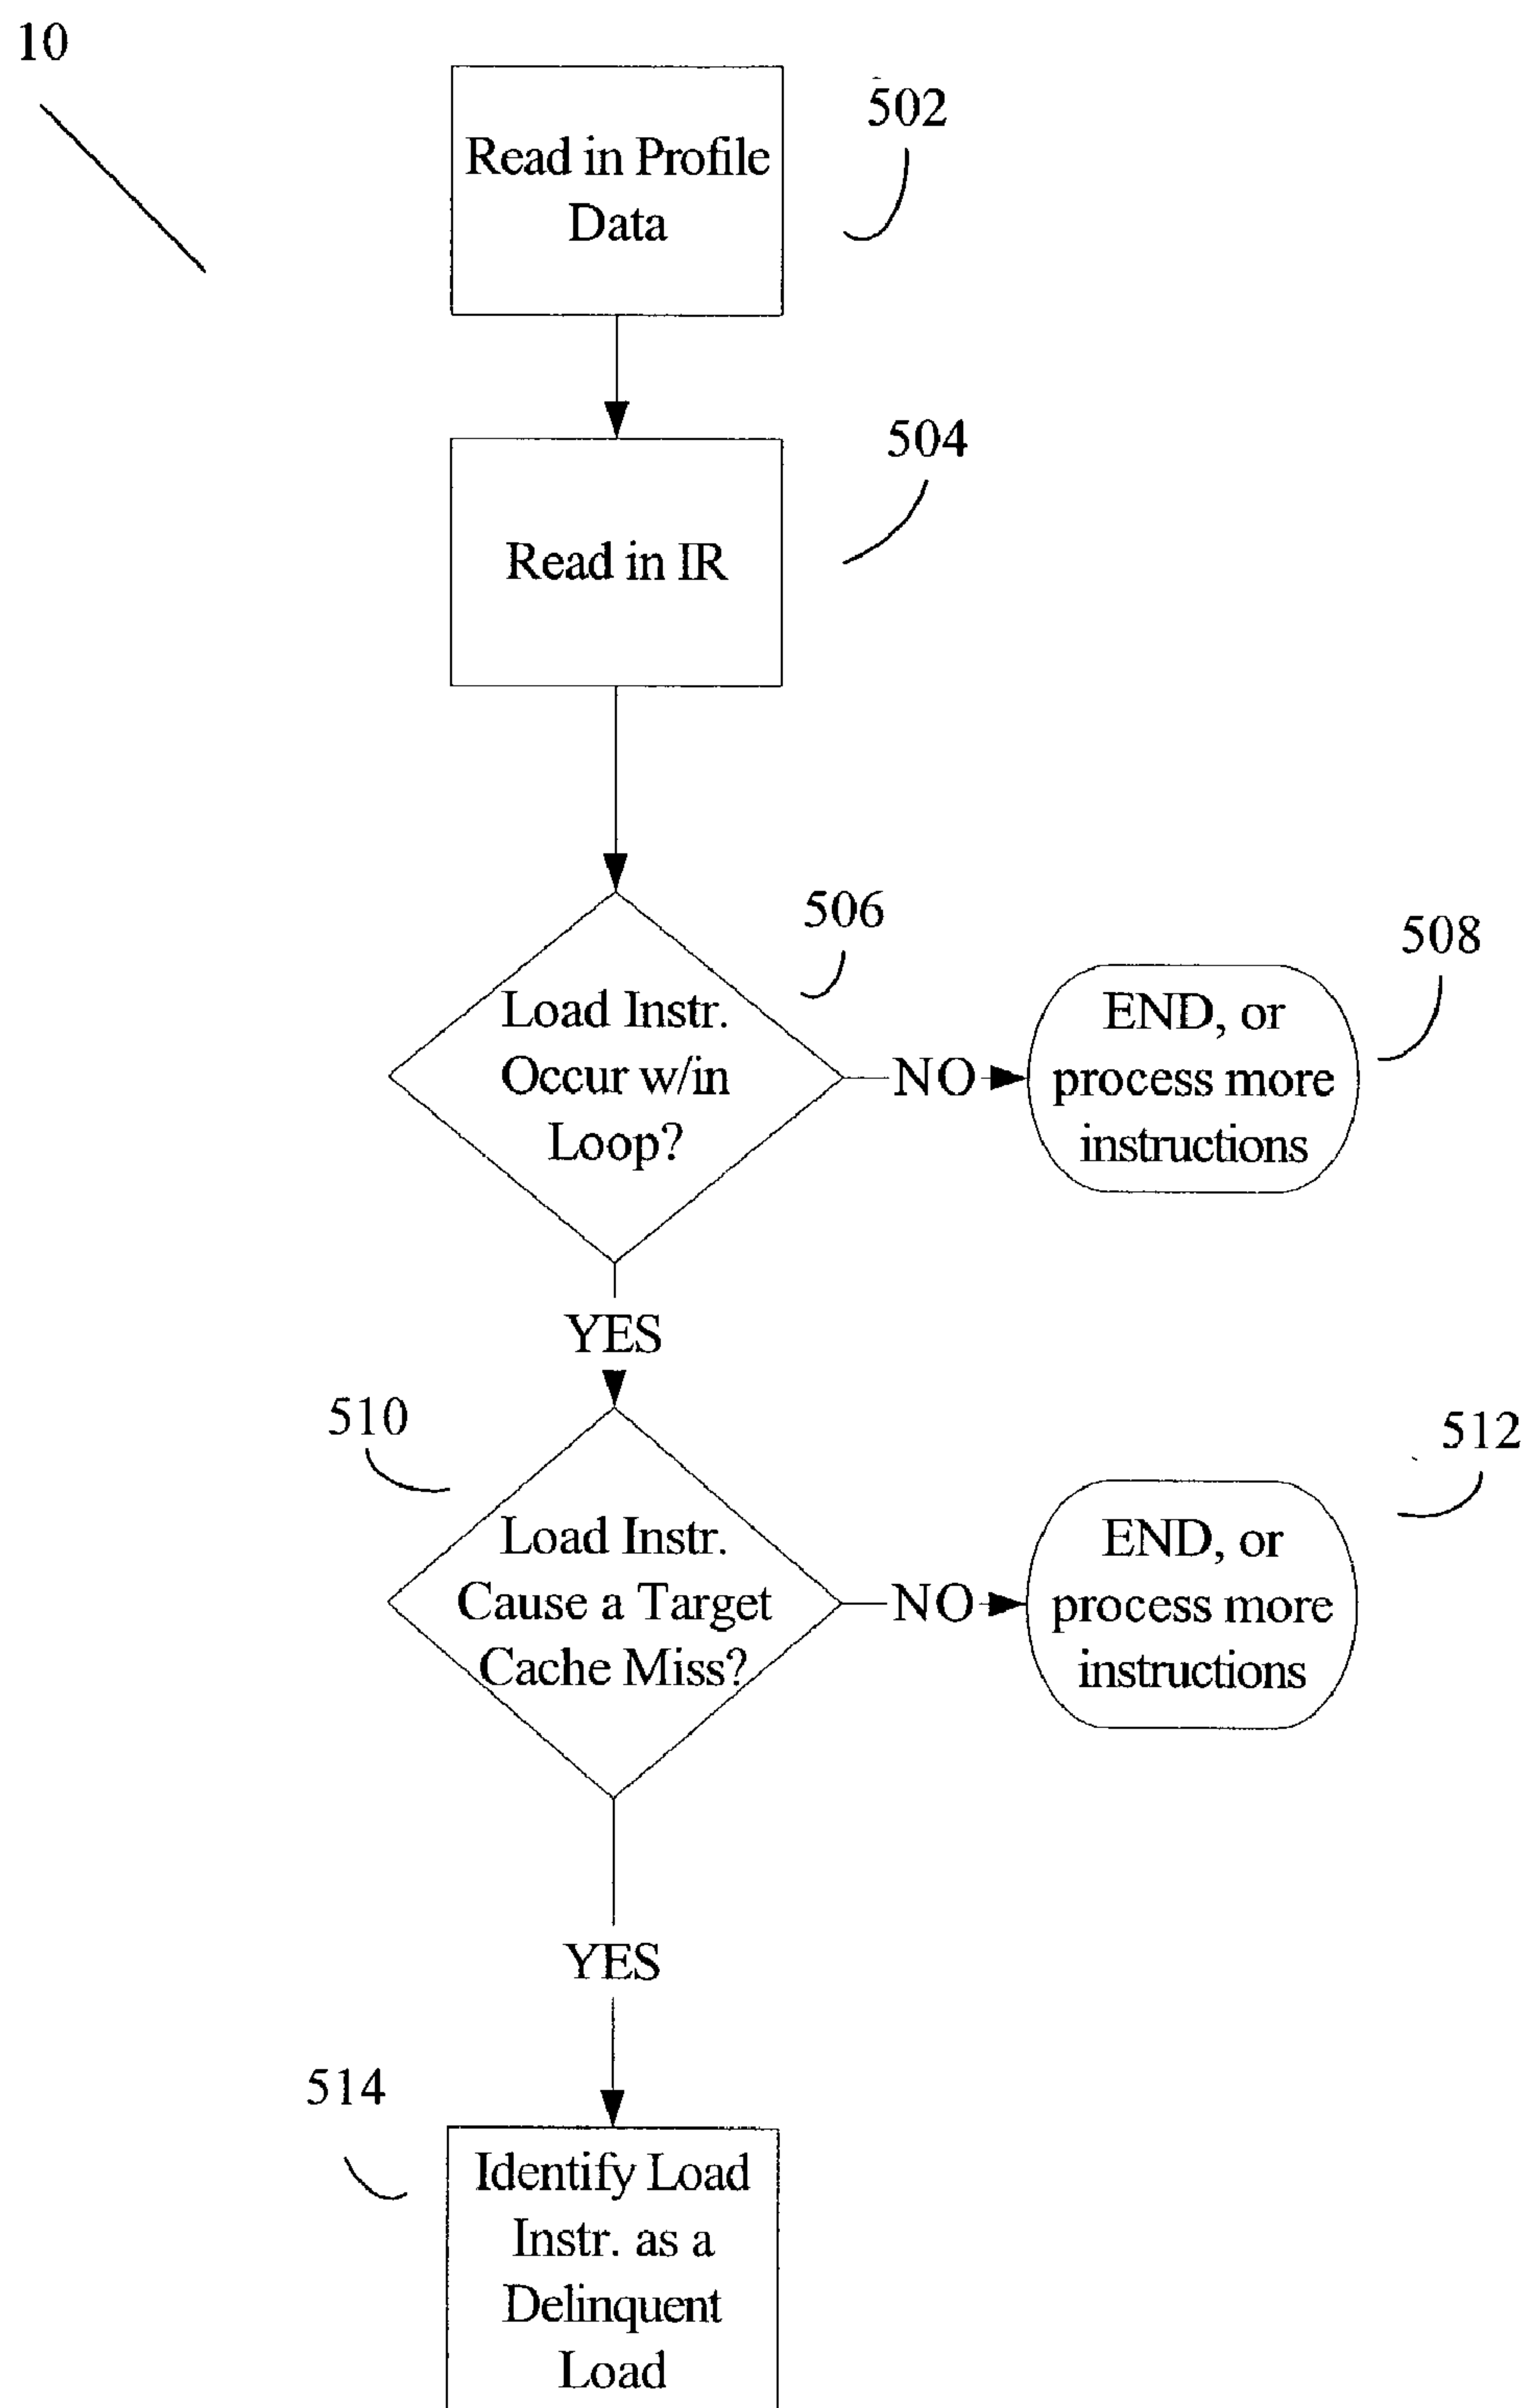 10
502
Read in Profile
Data
504
Read in IR
506
508
Load Instr.
Occur w/in
Loop?
NO
END, or
process more
instructions
YES
510
512
Load Instr.
Cause a Target
Cache Miss?
NO
END, or
process more
instructions
YES
514
Identify Load
Instr. as a
Delinquent
Load